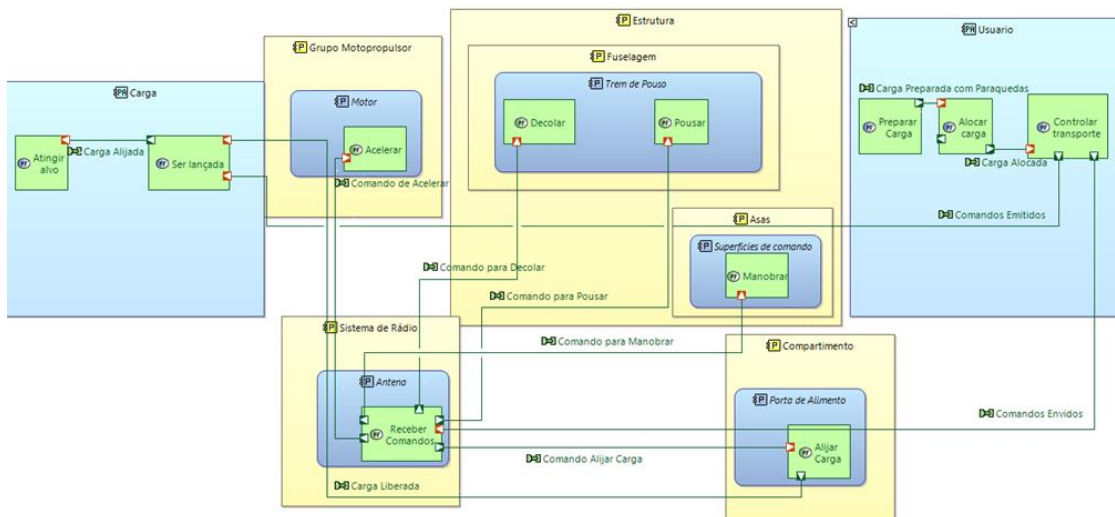 Estrutura
Usuario
Grupo Motopropulsor
Fuselagem
Carga
Motor
Trem de Pouso
Carga Preparada com Paraquedas
Decolar
Pousar
Preparar
Carga
Alocar
carga
Controlar
transporte
Atingir
alvo
Carga Alijada
Ser lançada
Acelerar
Carga Alocada
Comando de Acelerar
Asas
Comandos Emitidos
Superfícies de comando
Comando para Decolar
Manobrar
Comando para Pousar
Sistema de Rádio
Comando para Manobrar
Compartimento
Antena
Porta de Alimento
Comandos Envidos
Receber
Comandos
Alijar
Carga
Comando Alijar Carga
Carga Liberada